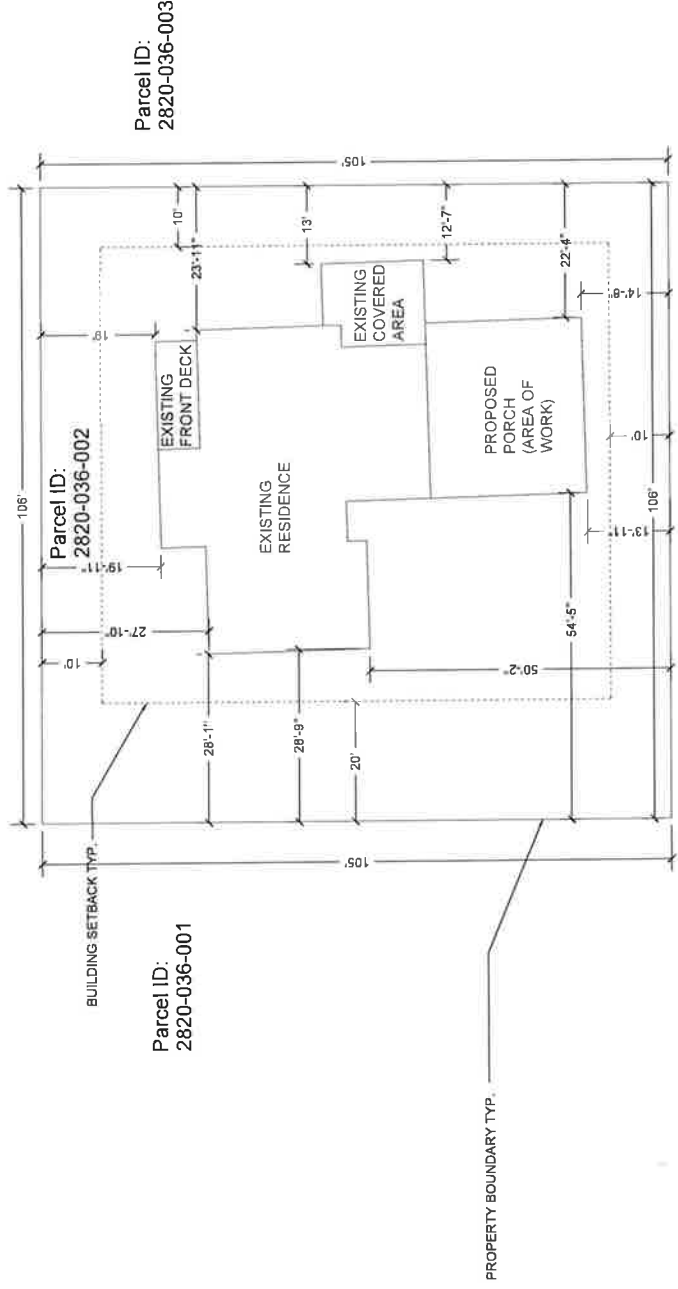 Parcel ID:
2820-036-003
105'
106'
10'
23'-11"
13'
12'-7"
22'-4"
14'-8"
19'
EXISTING
FRONT DECK
EXISTING
COVERED
AREA
Parcel ID:
2820-036-002
19'-11"
27'-10"
10'
EXISTING
RESIDENCE
PROPOSED
PORCH
(AREA OF
WORK)
10'
13'-11"
106'
54'-5"
50'-2"
28'-1"
28'-9"
20'
105'
BUILDING SETBACK TYP.
Parcel ID:
2820-036-001
PROPERTY BOUNDARY TYP.